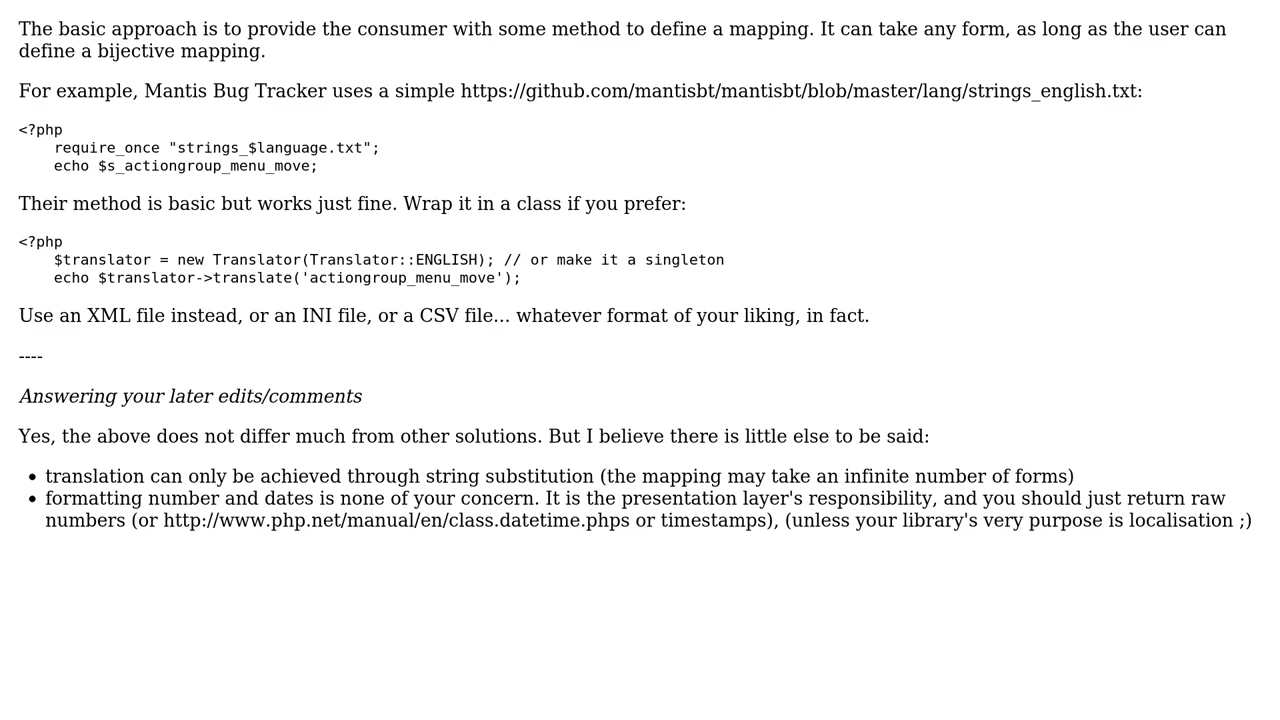 The basic approach is to provide the consumer with some method to define a mapping. It can take any form, as long as the user can
define a bijective mapping.
For example, Mantis Bug Tracker uses a simple https://github.com/mantisbt/mantisbt/blob/master/lang/strings_english.txt:
<?php
    require_once "strings_$language.txt";
    echo $s_actiongroup_menu_move;
Their method is basic but works just fine. Wrap it in a class if you prefer:
<?php
    $translator = new Translator(Translator::ENGLISH); // or make it a singleton
    echo $translator->translate('actiongroup_menu_move');
Use an XML file instead, or an INI file, or a CSV file... whatever format of your liking, in fact.
----
Answering your later edits/comments
Yes, the above does not differ much from other solutions. But I believe there is little else to be said:
• translation can only be achieved through string substitution (the mapping may take an infinite number of forms)
• formatting number and dates is none of your concern. It is the presentation layer's responsibility, and you should just return raw
numbers (or http://www.php.net/manual/en/class.datetime.phps or timestamps), (unless your library's very purpose is localisation ;)